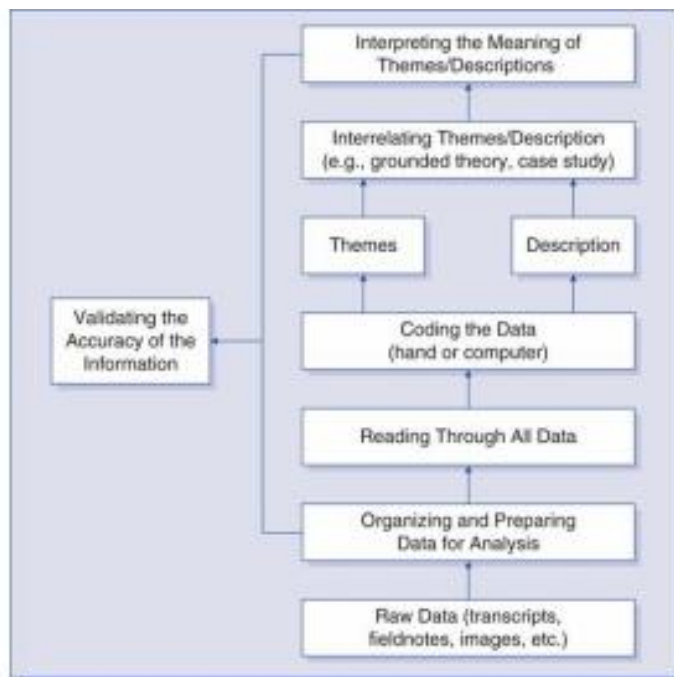 Interpreting the Meaning of
Themes/Descriptions
Interrelating Themes/Description
(e.g., grounded theory, case study)
Themes
Description
Validating the
Accuracy of the
Information
Coding the Data
(hand or computer)
Reading Through All Data
Organizing and Preparing
Data for Analysis
Raw Data (transcripts,
fieldnotes, images, etc.)